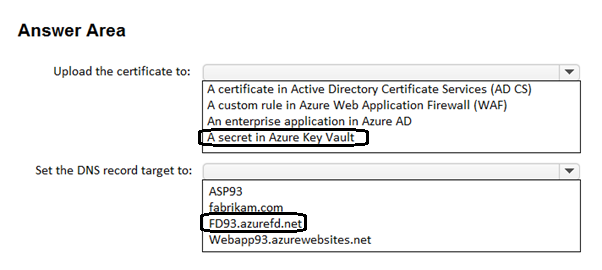 Answer Area
Upload the certificate to:
A certificate in Active Directory Certificate Services (AD CS)
A custom rule in Azure Web Application Firewall (WAF)
An enterprise application in Azure AD
A secret in Azure Key Vault
Set the DNS record target to:
ASP93
fabrikam.com
FD93.azurefd.net
Webapp93.azurewebsites.net